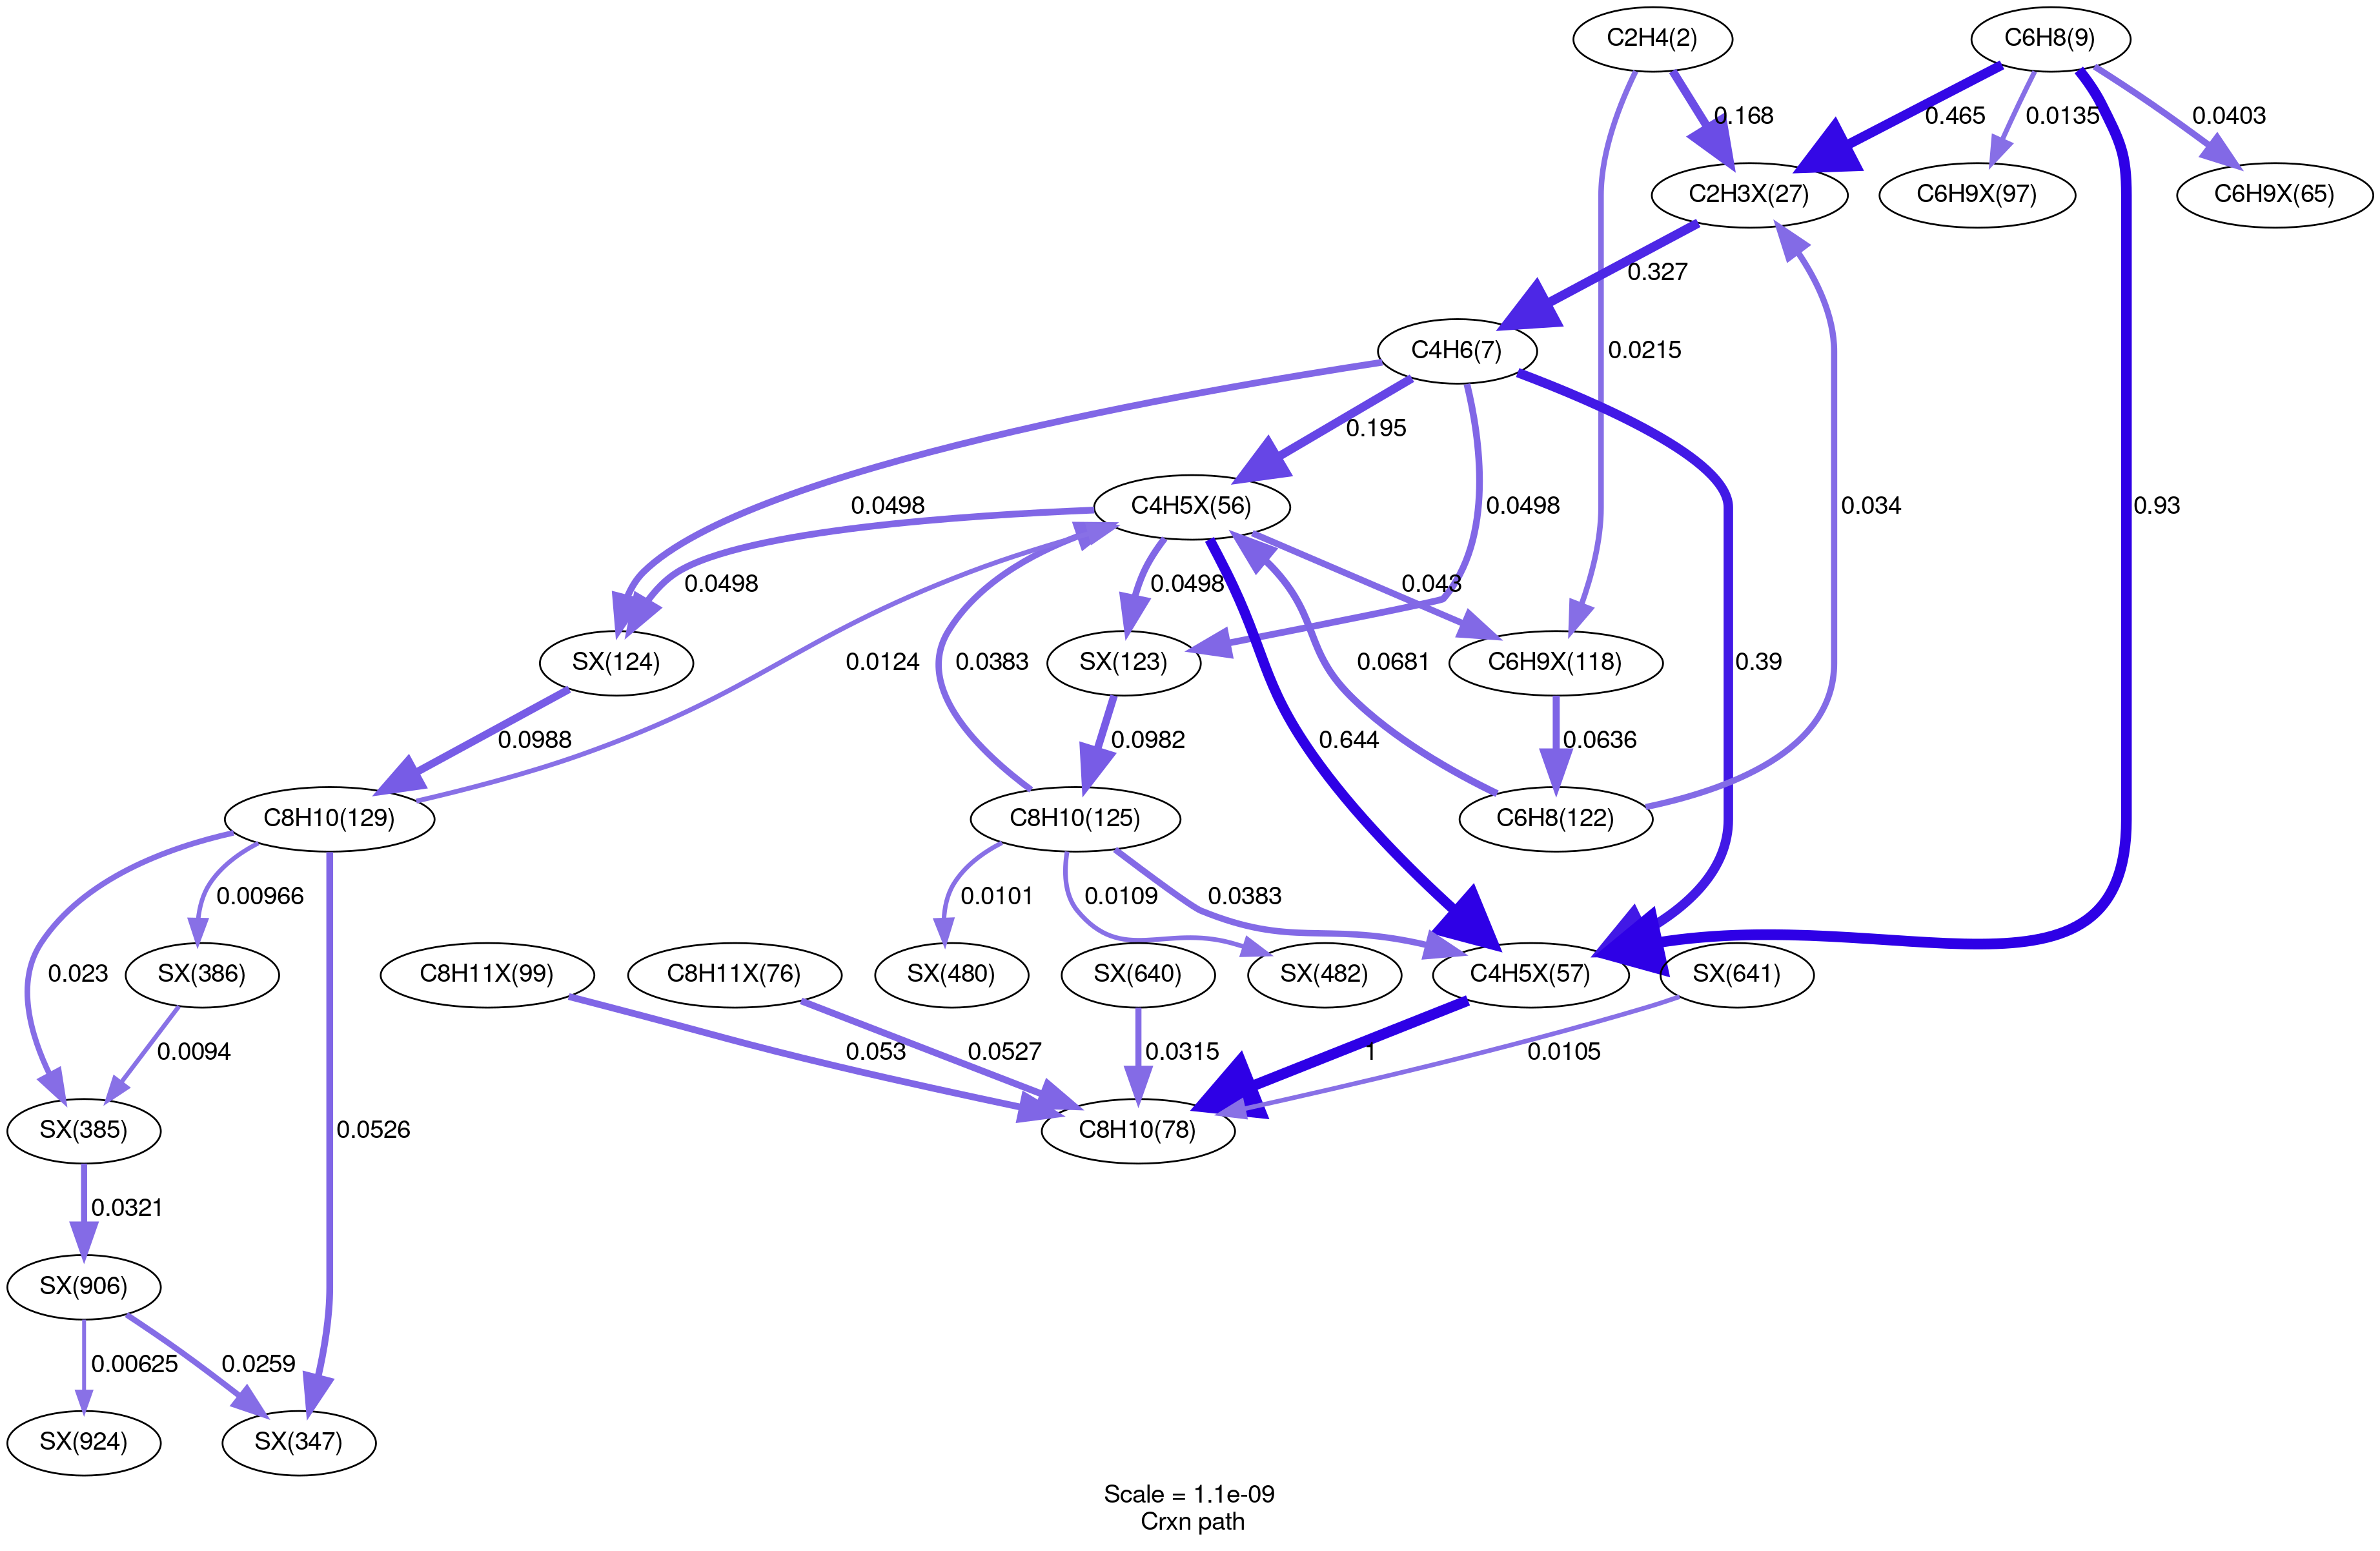 C2H4(2)
C6H8(9)
0.168
0.465
0.0135
0.0403
C2H3X(27)
C6H9X(97)
C6H9X(65)
0.327
C4H6(7)
0.0215
0.195
C4H5X(56)
0.0498
0.0498
0.034
0.93
0.0498
0.0498
0.043
SX(124)
SX(123)
C6H9X(118)
0.0124
0.0383
0.0681
0.39
0.0988
0.0982
0.644
0.0636
C8H10(129)
C8H10(125)
C6H8(122)
0.00966
0.0101
0.0109
0.0383
0.023
SX(386)
C8H11X(99)
C8H11X(76)
SX(480)
SX(640)
SX(482)
C4H5X(57)
SX(641)
0.0094
0.053
0.0527
0.0315
1
0.0105
SX(385)
0.0526
C8H10(78)
0.0321
SX(906)
0.00625
0.0259
SX(924)
SX(347)
Scale = 1.1e-09
Crxn path